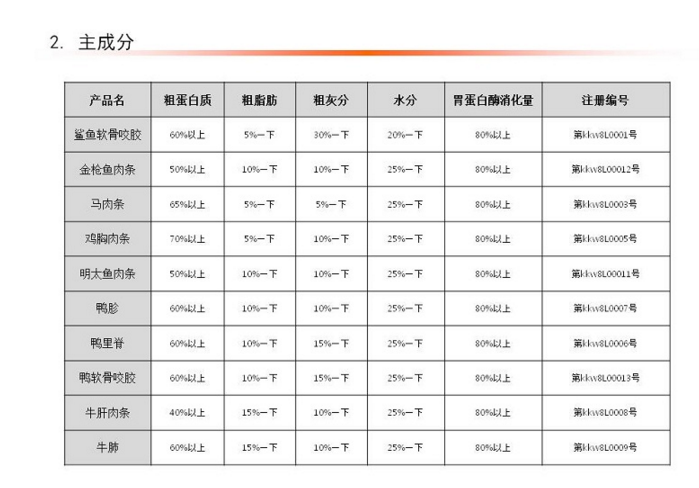 2. 主成分
产品名 粗蛋白质 粗脂肪 粗灰分 水分 胃蛋白酶消化量 注册编号
鲨鱼软骨咬胶 60%以上 5%一下 30%一下 20%一下 80%以上 第kkw8L0001号
金枪鱼肉条 50%以上 10%一下 10%一下 25%一下 80%以上 第kkw8L00012号
马肉条 65%以上 5%一下 5%一下 25%一下 80%以上 第kkw8L0003号
鸡胸肉条 70%以上 5%一下 10%一下 25%一下 80%以上 第kkw8L0005号
明太鱼肉条 50%以上 10%一下 10%一下 25%一下 80%以上 第kkw8L00011号
鸭胗 60%以上 10%一下 10%一下 25%一下 80%以上 第kkw8L0007号
鸭里脊 60%以上 10%一下 15%一下 25%一下 80%以上 第kkw8L0006号
鸭软骨咬胶 60%以上 10%一下 15%一下 25%一下 80%以上 第kkw8L00013号
牛肝肉条 40%以上 15%一下 10%一下 25%一下 80%以上 第kkw8L0008号
牛肺 60%以上 15%一下 10%一下 25%一下 80%以上 第kkw8L0009号